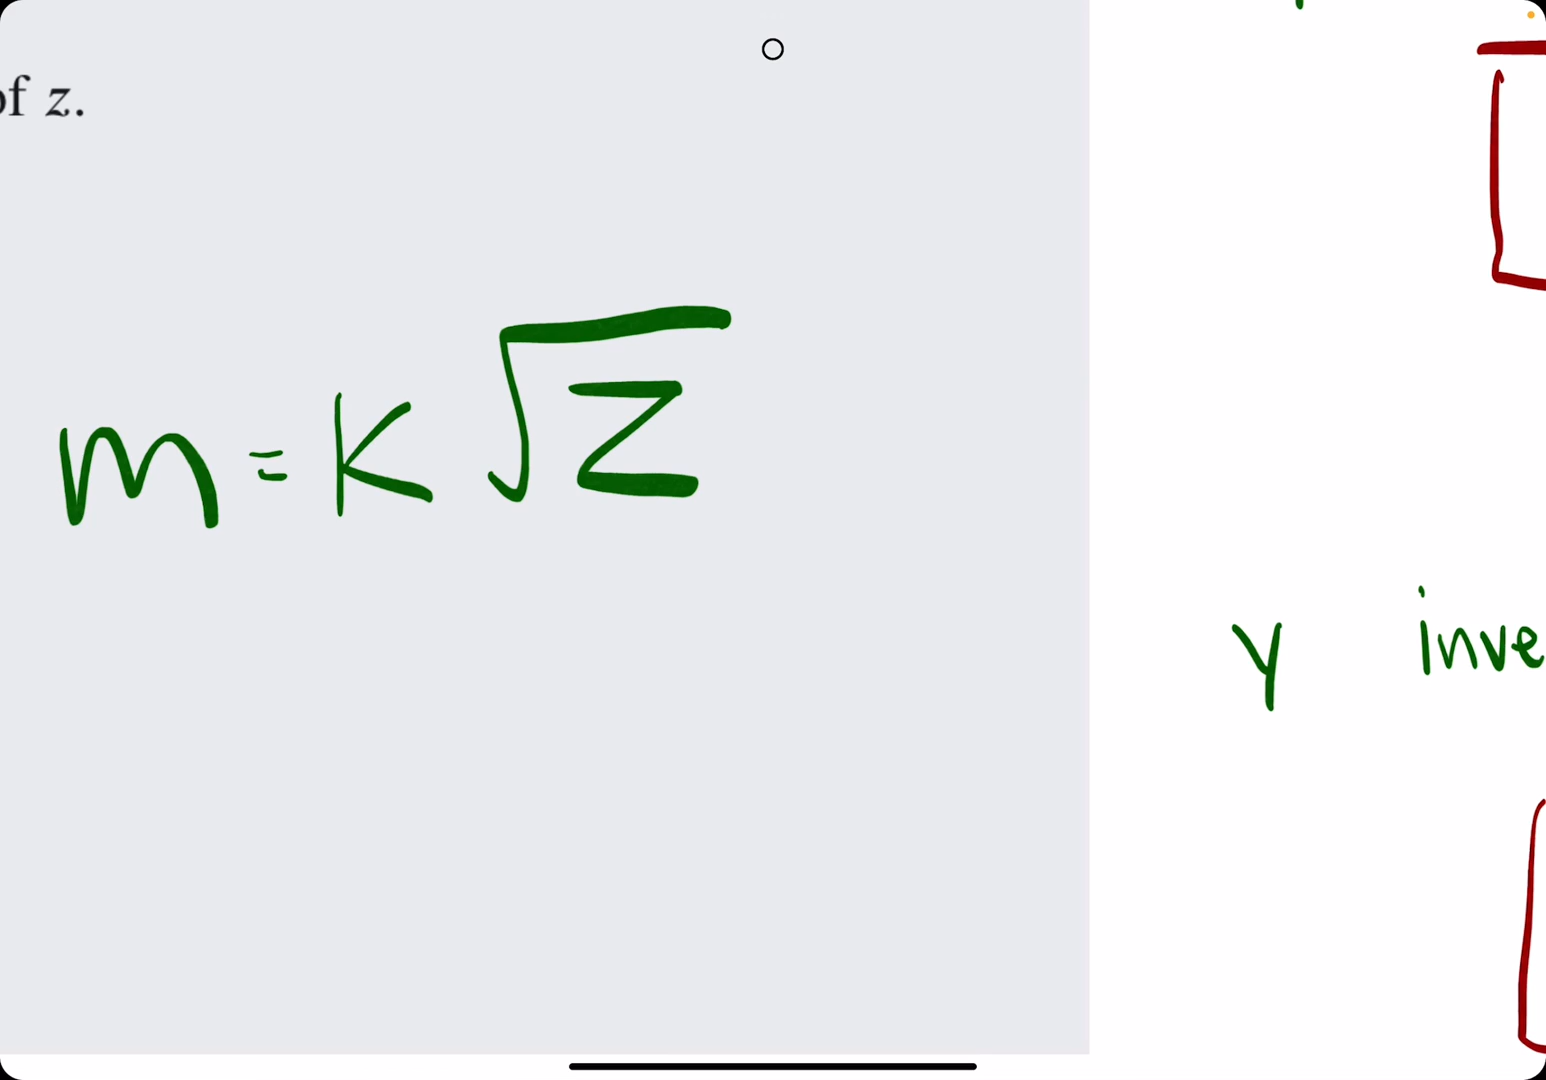 of z.
m = K √z
y inve